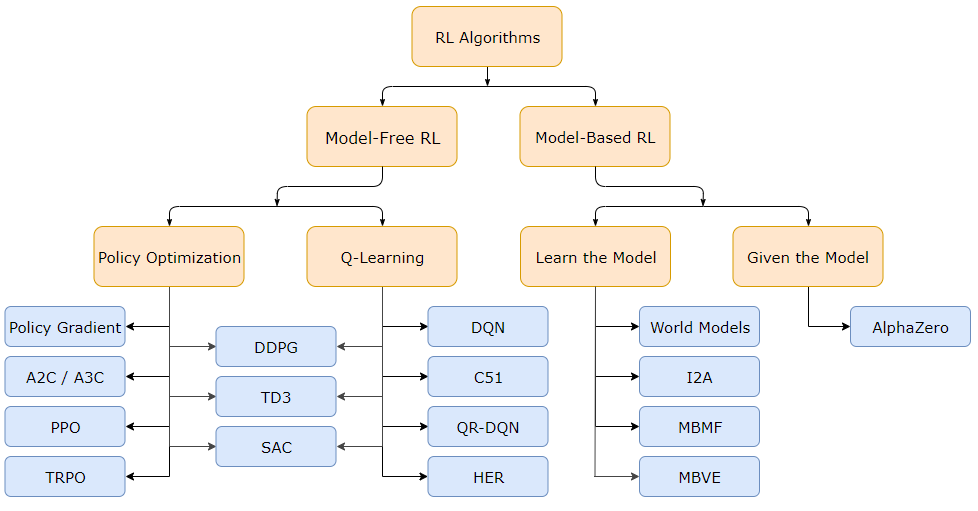 RL Algorithms
Model-Free RL
Model-Based RL
Policy Optimization
Q-Learning
Learn the Model
Given the Model
Policy Gradient
A2C / A3C
PPO
TRPO
DDPG
TD3
SAC
DQN
C51
QR-DQN
HER
World Models
I2A
MBMF
MBVE
AlphaZero